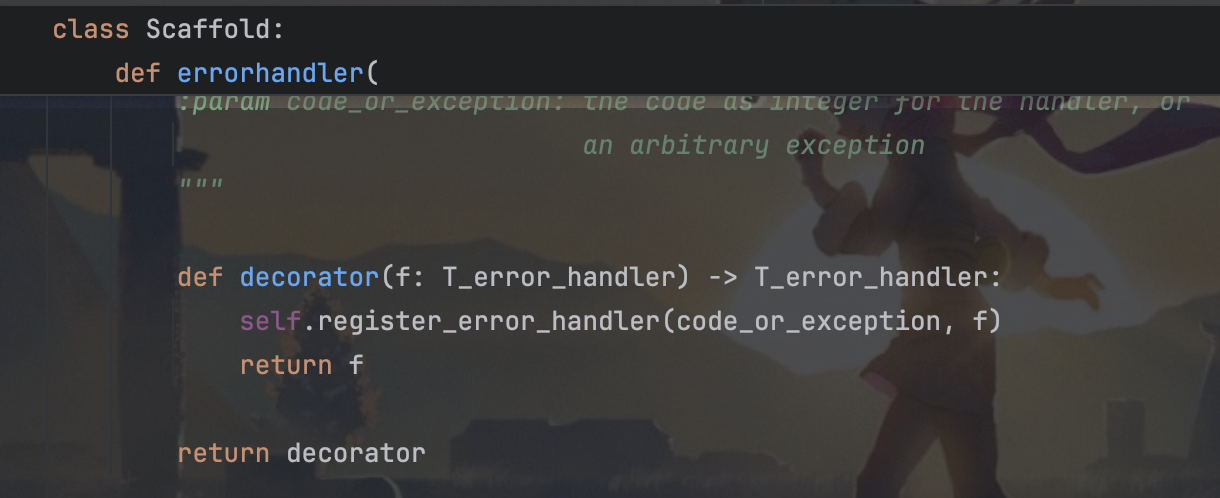 class Scaffold:
def errorhandler(
:param code_or_exception: the code as integer for the handler, or
an arbitrary exception
"""
def decorator(f: T_error_handler) -> T_error_handler:
self.register_error_handler(code_or_exception, f)
return f
return decorator